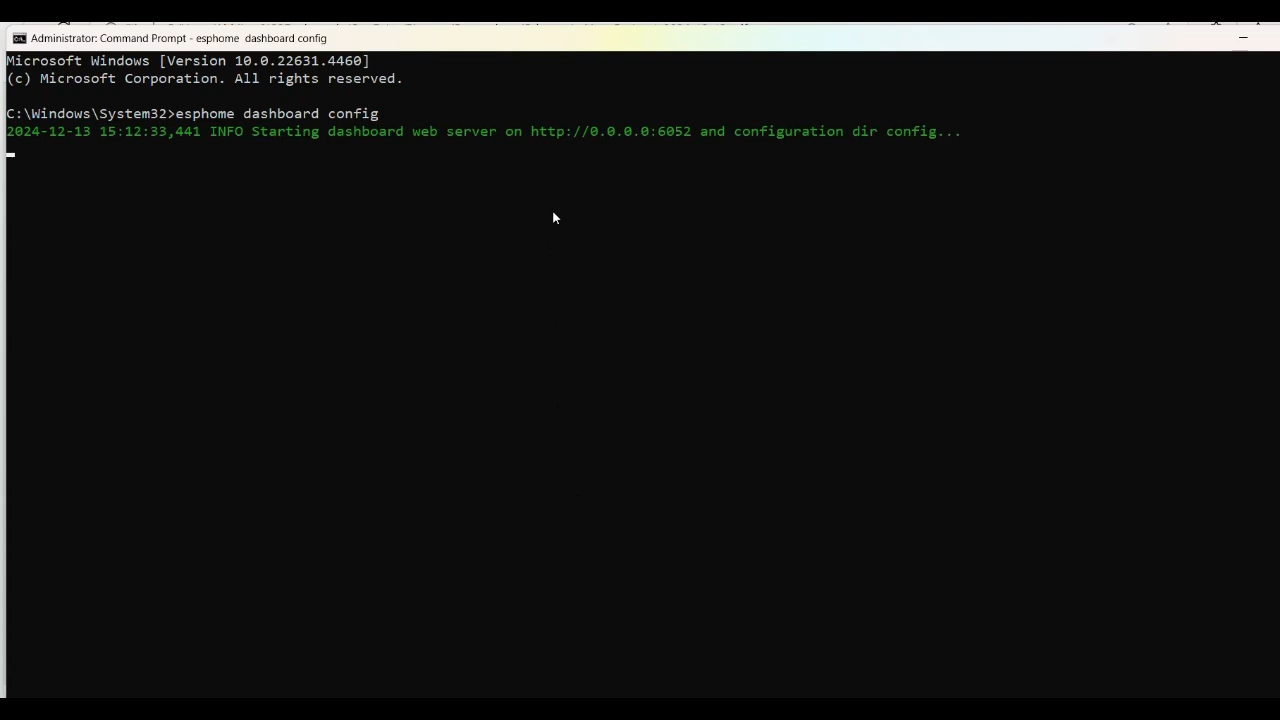 Administrator: Command Prompt - esphome  dashboard config
Microsoft Windows [Version 10.0.22631.4460]
(c) Microsoft Corporation. All rights reserved.
C:\Windows\System32>esphome dashboard config
2024-12-13 15:12:33,441 INFO Starting dashboard web server on http://0.0.0.0:6052 and configuration dir config...